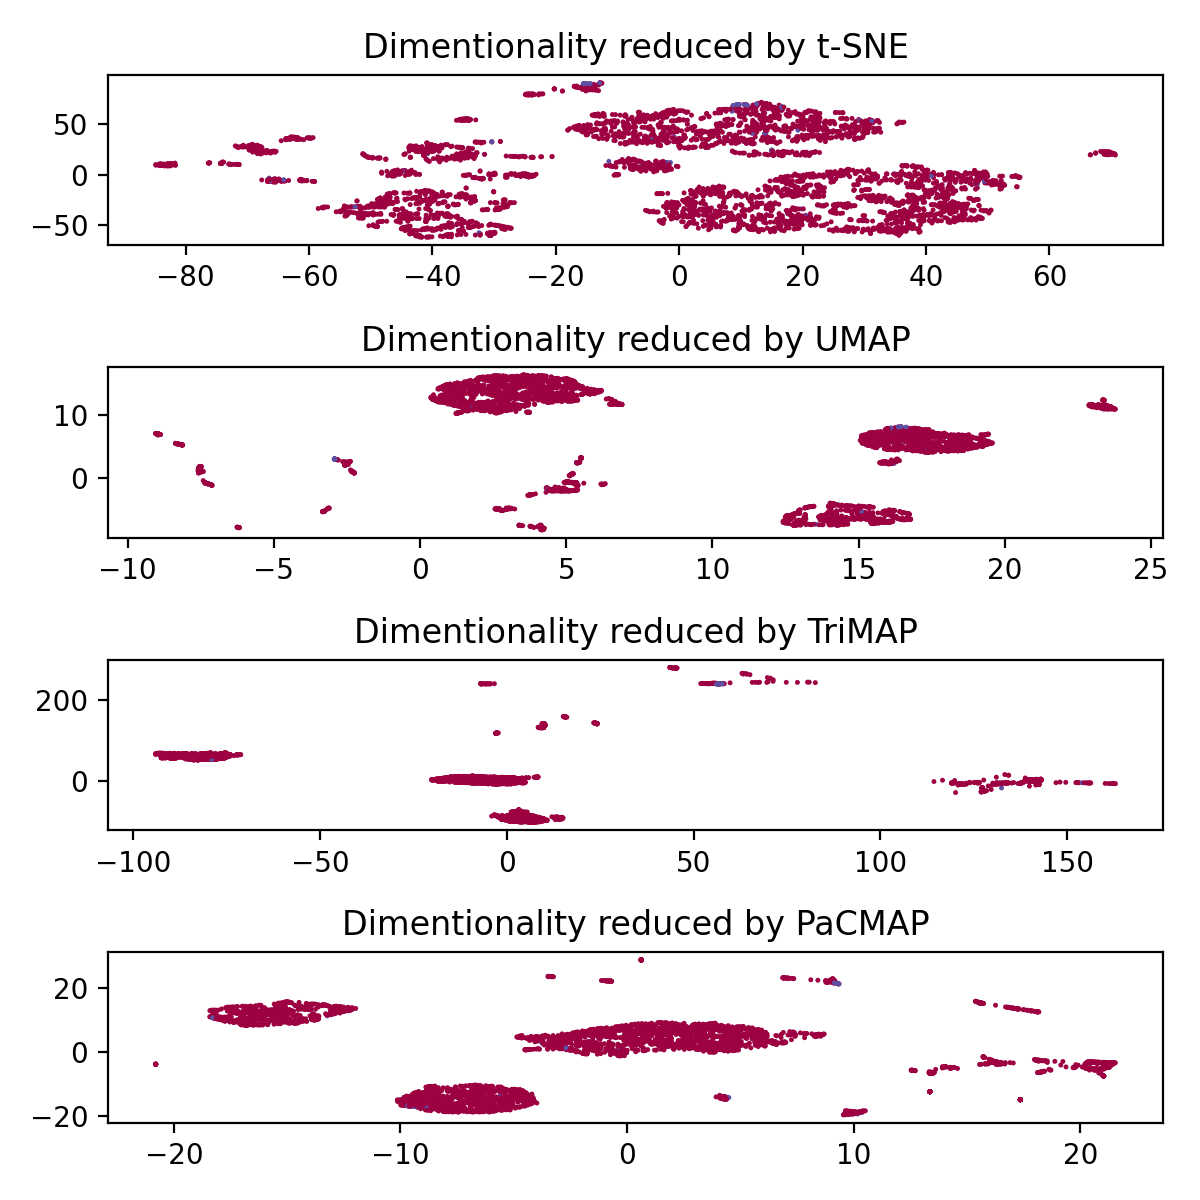 Dimentionality reduced by t-SNE
50
0
−50
−80 −60 −40 −20 0 20 40 60
Dimentionality reduced by UMAP
10
0
−10 −5 0 5 10 15 20 25
Dimentionality reduced by TriMAP
200
0
−100 −50 0 50 100 150
Dimentionality reduced by PaCMAP
20
0
−20
−20 −10 0 10 20